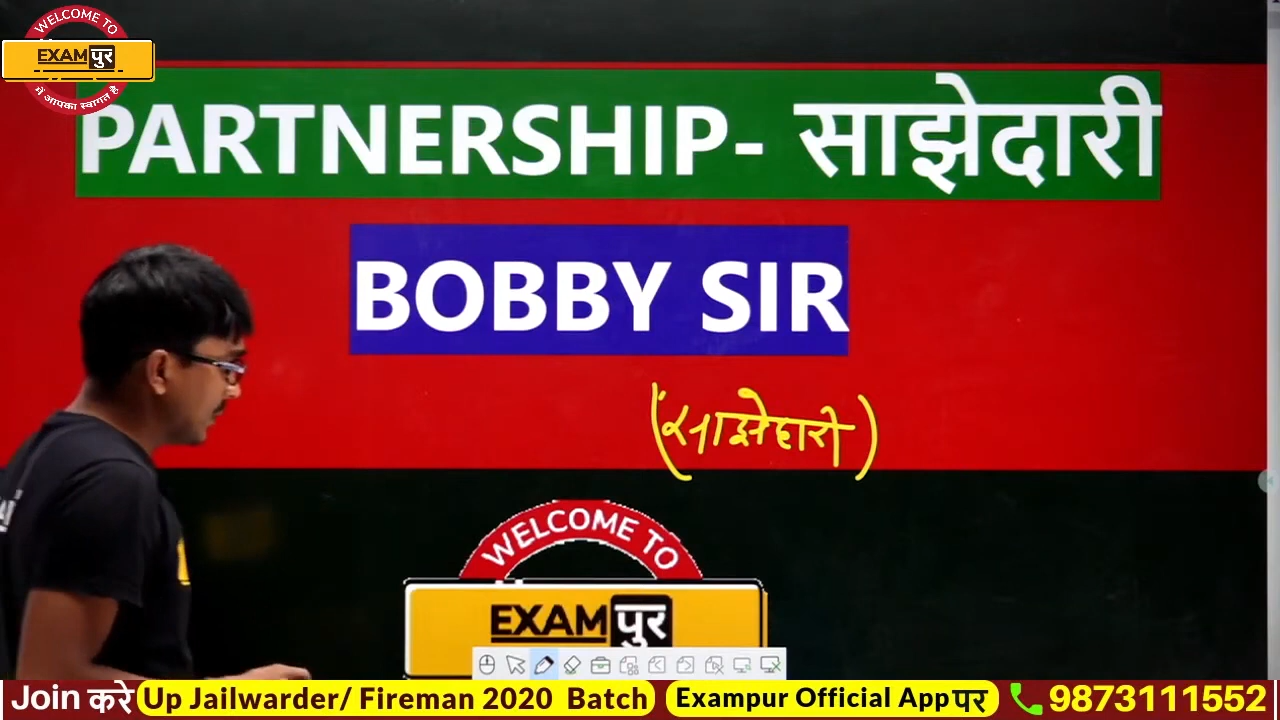 WELCOME TO
EXAMपुर
में आपका स्वागत है
PARTNERSHIP- साझेदारी
BOBBY SIR
(साझेदारी)
WELCOME TO
EXAMपुर
Join करे Up Jailwarder/ Fireman 2020 Batch Exampur Official App पर 9873111552